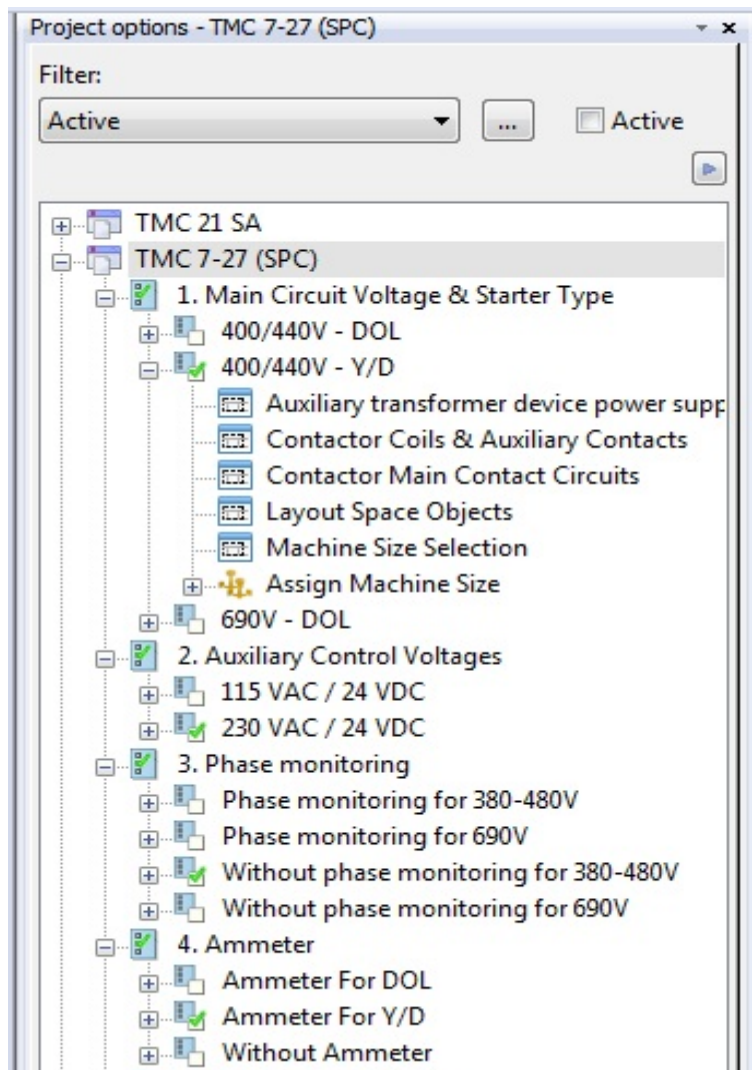 Project options - TMC 7-27 (SPC)
Filter:
Active ... Active
TMC 21 SA
TMC 7-27 (SPC)
1. Main Circuit Voltage & Starter Type
400/440V - DOL
400/440V - Y/D
Auxiliary transformer device power supp
Contactor Coils & Auxiliary Contacts
Contactor Main Contact Circuits
Layout Space Objects
Machine Size Selection
Assign Machine Size
690V - DOL
2. Auxiliary Control Voltages
115 VAC / 24 VDC
230 VAC / 24 VDC
3. Phase monitoring
Phase monitoring for 380-480V
Phase monitoring for 690V
Without phase monitoring for 380-480V
Without phase monitoring for 690V
4. Ammeter
Ammeter For DOL
Ammeter For Y/D
Without Ammeter